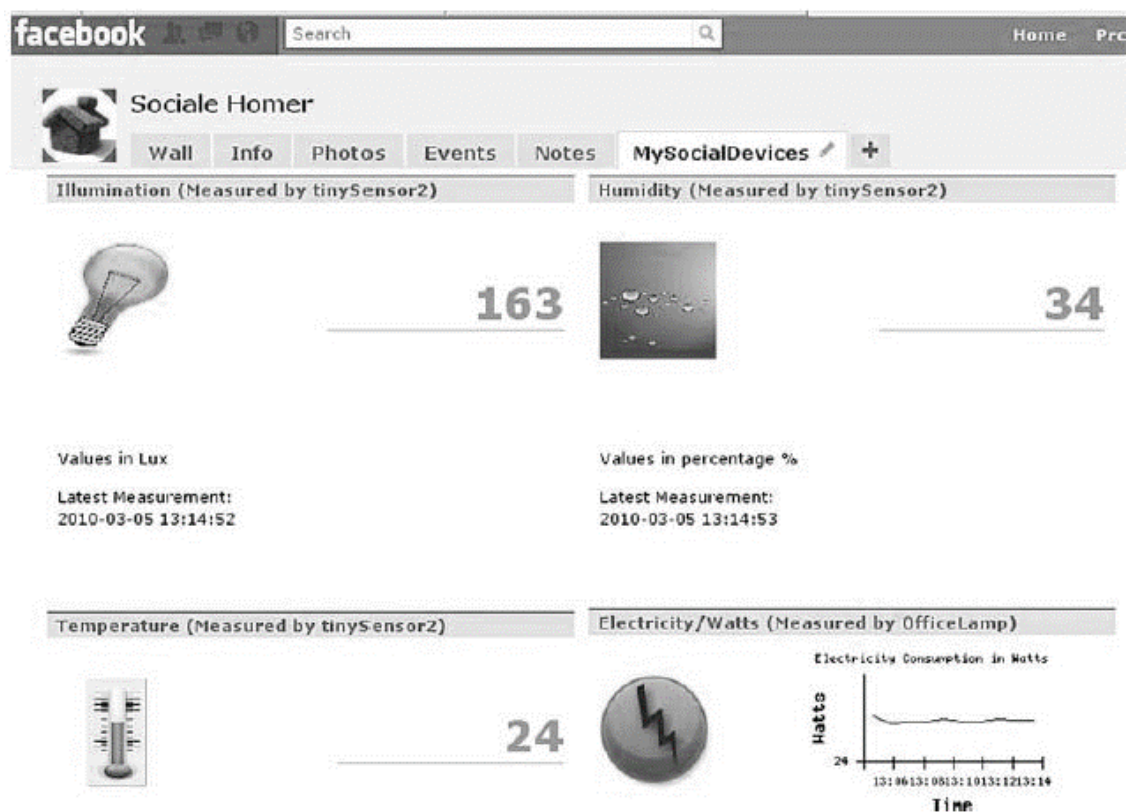 facebook
Search
Home
Sociale Homer
Wall Info Photos Events Notes MySocialDevices +
Illumination (Measured by tinySensor2)
Humidity (Measured by tinySensor2)
163
34
Values in Lux
Values in percentage %
Latest Measurement:
2010-03-05 13:14:52
Latest Measurement:
2010-03-05 13:14:53
Temperature (Measured by tinySensor2)
Electricity/Watts (Measured by OfficeLamp)
24
Electricity Consumption in Watts
Watts
24
13:06 13:08 13:10 13:12 13:14
Time